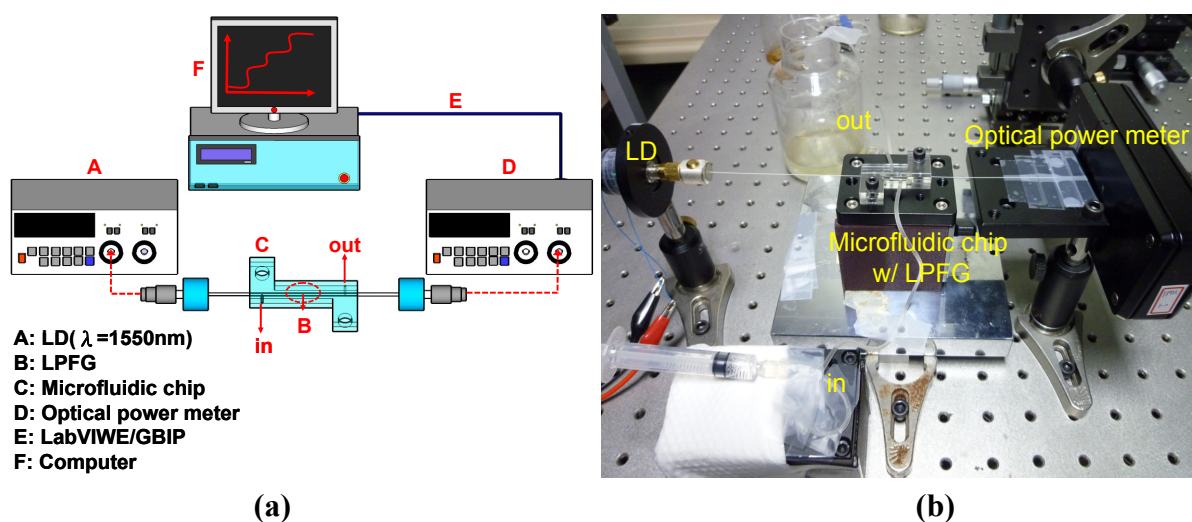 A
F
E
D
C
out
B
in
A: LD( λ =1550nm)
B: LPFG
C: Microfluidic chip
D: Optical power meter
E: LabVIWE/GBIP
F: Computer
(a)
out
LD
Optical power meter
Microfluidic chip
w/ LPFG
in
(b)